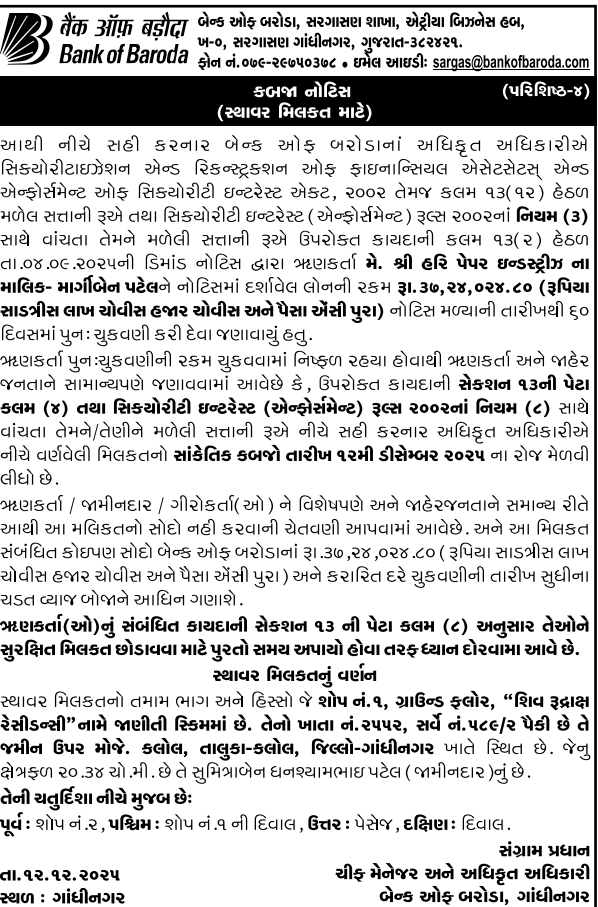 बैंक ऑफ़ बड़ौदा
Bank of Baroda
બેન્ક ઓફ બરોડા, સરગાસણ શાખા, એટ્રીયા બિઝનેસ હબ,
ખ-૦, સરગાસણ ગાંધીનગર, ગુજરાત-૩૮૨૪૨૧.
ફોન નં.૦૭૯-૨૯૭૫૦૩૭૮ • ઇમેલ આઇડી: sargas@bankofbaroda.com
કબજા નોટિસ (પરિશિષ્ઠ-૪)
(સ્થાવર મિલકત માટે)
આથી નીચે સહી કરનાર બેન્ક ઓફ બરોડાનાં અધિકૃત અધિકારીએ
સિક્યોરીટાઇઝેશન એન્ડ રિકન્સ્ટ્રક્શન ઓફ ફાઇનાન્સિયલ એસેટસેટસ્ એન્ડ
એન્ફોર્સમેન્ટ ઓફ સિક્યોરીટી ઇન્ટરેસ્ટ એક્ટ, ૨૦૦૨ તેમજ કલમ ૧૩(૧૨) હેઠળ
મળેલ સત્તાની રૂએ તથા સિક્યોરીટી ઇન્ટરેસ્ટ (એન્ફોર્સમેન્ટ) રૂલ્સ ૨૦૦૨નાં નિયમ (૩)
સાથે વાંચતા તેમને મળેલી સત્તાની રૂએ ઉપરોક્ત કાયદાની કલમ ૧૩(૨) હેઠળ
તા.૦૪.૦૯.૨૦૨૫ની ડિમાંડ નોટિસ દ્વારા ઋણકર્તા મે. શ્રી હરિ પેપર ઇન્ડસ્ટ્રીઝ ના
માલિક- માર્ગીબેન પટેલને નોટિસમાં દર્શાવેલ લોનની રકમ રૂા.૩૭,૨૪,૦૨૪.૮૦ (રૂપિયા
સાડત્રીસ લાખ ચોવીસ હજાર ચોવીસ અને પૈસા એંસી પુરા) નોટિસ મળ્યાની તારીખથી ૬૦
દિવસમાં પુનઃ ચુકવણી કરી દેવા જણાવાયું હતુ.
ઋણકર્તા પુનઃચુકવણીની રકમ ચુકવવામાં નિષ્ફળ રહયા હોવાથી ઋણકર્તા અને જાહેર
જનતાને સામાન્યપણે જણાવવામાં આવેછે કે, ઉપરોક્ત કાયદાની સેકશન ૧૩ની પેટા
કલમ (૪) તથા સિક્યોરીટી ઇન્ટરેસ્ટ (એન્ફેર્સમેન્ટ) રૂલ્સ ૨૦૦૨નાં નિયમ (૮) સાથે
વાંચતા તેમને/તેણીને મળેલી સત્તાની રૂએ નીચે સહી કરનાર અધિકૃત અધિકારીએ
નીચે વર્ણવેલી મિલકતનો સાંકેતિક કબજો તારીખ ૧૨મી ડીસેમ્બર ૨૦૨૫ ના રોજ મેળવી
લીધો છે.
ઋણકર્તા / જામીનદાર / ગીરોકર્તા(ઓ) ને વિશેષપણે અને જાહેરજનતાને સમાન્ય રીતે
આથી આ મલિકતનો સોદો નહી કરવાની ચેતવણી આપવામાં આવેછે. અને આ મિલકત
સંબંધિત કોઇપણ સોદો બેન્ક ઓફ બરોડાનાં રૂા.૩૭,૨૪,૦૨૪.૮૦ (રૂપિયા સાડત્રીસ લાખ
ચોવીસ હજાર ચોવીસ અને પૈસા એંસી પુરા) અને કરારિત દરે ચુકવણીની તારીખ સુધીના
ચડત વ્યાજ બોજાને આધિન ગણાશે.
ઋણકર્તા(ઓ)નું સંબંધિત કાયદાની સેકશન ૧૩ ની પેટા કલમ (૮) અનુસાર તેઓને
સુરક્ષિત મિલકત છોડાવવા માટે પુરતો સમય અપાયો હોવા તરફ ધ્યાન દોરવામા આવે છે.
સ્થાવર મિલકતનું વર્ણન
સ્થાવર મિલકતનો તમામ ભાગ અને હિસ્સો જે શોપ નં.૧, ગ્રાઉન્ડ ફ્લોર, “શિવ રૂદ્રાક્ષ
રેસીડન્સી”નામે જાણીતી સ્કિમમાં છે. તેનો ખાતા નં.૨૫૫૨, સર્વે નં.૫૮૯/૨ પૈકી છે તે
જમીન ઉપર મોજે. કલોલ, તાલુકા-કલોલ, જિલ્લો-ગાંધીનગર ખાતે સ્થિત છે. જેનુ
ક્ષેત્રફળ ૨૦.૩૪ ચો.મી. છે તે સુમિત્રાબેન ઘનશ્યામભાઇ પટેલ (જામીનદાર)નું છે.
તેની ચતુર્દિશા નીચે મુજબ છેઃ
પૂર્વ : શોપ નં.૨, પશ્ચિમ : શોપ નં.૧ ની દિવાલ, ઉત્તર : પેસેજ, દક્ષિણ : દિવાલ.
સંગ્રામ પ્રધાન
તા.૧૨.૧૨.૨૦૨૫ ચીફ મેનેજર અને અધિકૃત અધિકારી
સ્થળ : ગાંધીનગર બેન્ક ઓફ બરોડા, ગાંધીનગર